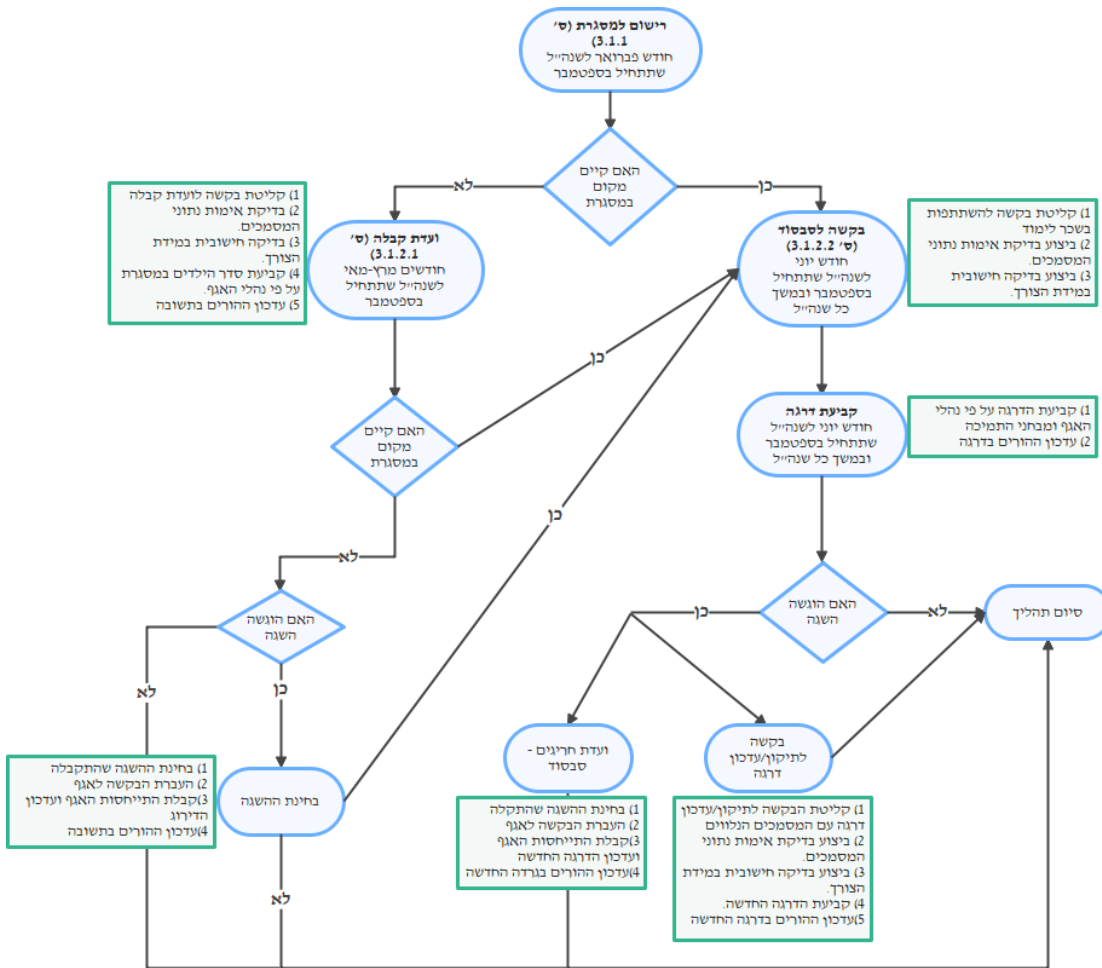 רישום למסגרת (ס׳
3.1.1)
חודש פברואר לשנה״ל
שתתחיל בספטמבר
האם קיים
מקום
במסגרת
כן
לא
1) קליטת בקשה לועדת קבלה
2) בדיקת אימות נתוני
המסמכים.
3) בדיקה חישובית במידת
הצורך.
4) קביעת סדר הילדים במסגרת
על פי נהלי האגף.
5) עדכון ההורים בתשובה
ועדת קבלה (ס׳
3.1.2.1)
חודשים מרץ-מאי
לשנה״ל שתתחיל
בספטמבר
בקשה לסבסוד
(ס׳ 3.1.2.2)
חודש יוני
לשנה״ל שתתחיל
בספטמבר ובמשך
כל שנה״ל
1) קליטת בקשה להשתתפות
בשכר לימוד
2) ביצוע בדיקת אימות נתוני
המסמכים.
3) ביצוע בדיקה חישובית
במידת הצורך.
כן
האם קיים
מקום
במסגרת
קביעת דרגה
חודש יוני לשנה״ל
שתתחיל בספטמבר
ובמשך כל שנה״ל
1) קביעת הדרגה על פי נהלי
האגף ומבחני התמיכה
2) עדכון ההורים בדרגה
כן
לא
האם הוגשה
השגה
כן
לא
האם הוגשה
השגה
כן
לא
סיום תהליך
בחינת ההשגה
1) בחינת ההשגה שהתקבלה
2) העברת הבקשה לאגף
3) קבלת התייחסות האגף ועדכון
הדירוג
4) עדכון ההורים בתשובה
לא
ועדת חריגים -
סבסוד
1) בחינת ההשגה שהתקלה
2) העברת הבקשה לאגף
3) קבלת התייחסות האגף
ועדכון הדרגה החדשה
4) עדכון ההורים בגרדה החדשה
בקשה
לתיקון/עדכון
דרגה
1) קליטת הבקשה לתיקון/עדכון
דרגה עם המסמכים הנלווים
2) ביצוע בדיקת אימות נתוני
המסמכים.
3) ביצוע בדיקה חישובית במידת
הצורך.
4) קביעת הדרגה החדשה.
5) עדכון ההורים בדרגה החדשה